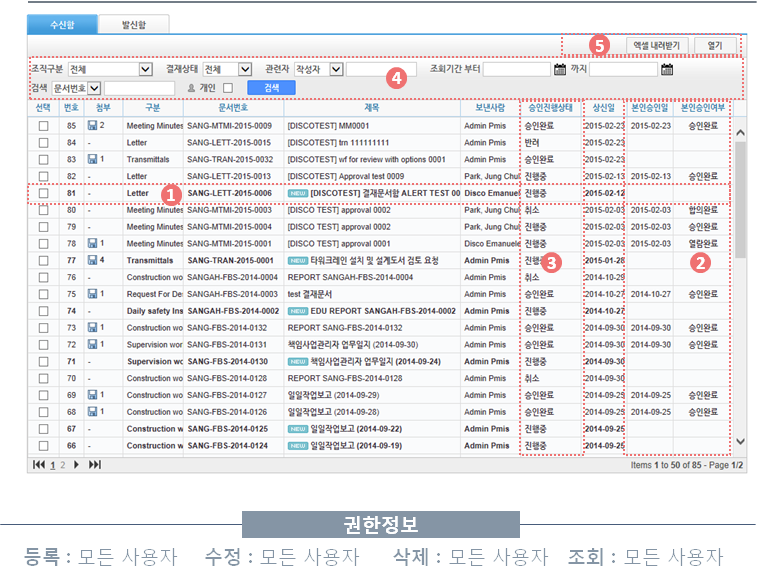 수신함 발신함
5 엑셀 내려받기 열기
조직구분 전체 결재상태 전체 관련자 작성자 조회기간 부터 까지
4
검색 문서번호 개인 검색
선택 번호 첨부 구분 문서번호 제목 보낸사람 승인진행상태 상신일 본인승인일 본인승인여부
85 2 Meeting Minutes SANG-MTMI-2015-0009 [DISCOTEST] MM0001 Admin Pmis 승인완료 2015-02-23 2015-02-23 승인완료
84 - Letter SANG-LETT-2015-0015 [DISCOTEST] trn 111111111 Admin Pmis 반려 2015-02-23
83 1 Transmittals SANG-TRAN-2015-0032 [DISCOTEST] wf for review with options 0001 Admin Pmis 승인완료 2015-02-23
82 - Letter SANG-LETT-2015-0013 [DISCOTEST] Approval test 0009 Park, Jung Chul 진행중 2015-02-13 2015-02-13 승인완료
81 - Letter 1 SANG-LETT-2015-0006 NEW [DISCOTEST] 결재문서함 ALERT TEST 00 Disco Emanuele 진행중 2015-02-12
80 - Meeting Minutes SANG-MTMI-2015-0003 [DISCO TEST] approval 0002 Park, Jung Chul 취소 2015-02-03 2015-02-03 합의완료
79 - Meeting Minutes SANG-MTMI-2015-0004 [DISCO TEST] approval 0002 Park, Jung Chul 진행중 2015-02-03 2015-02-03 승인완료
78 1 Meeting Minutes SANG-MTMI-2015-0001 [DISCO TEST] approval 0001 Disco Emanuele 진행중 2015-02-03 2015-02-03 열람완료
77 4 Transmittals SANG-TRAN-2015-0001 NEW 타워크레인 설치 및 설계도서 검토 요청 Admin Pmis 진행중 3 2015-01-28 2
76 - Construction wo SANGAH-FBS-2014-0004 REPORT SANGAH-FBS-2014-0004 Admin Pmis 취소 2014-10-29
75 1 Request For Des SANGAH-FBS-2014-0003 test 결재문서 Admin Pmis 승인완료 2014-10-27 2014-10-27 승인완료
74 - Daily safety Ins SANGAH-FBS-2014-0002 NEW EDU REPORT SANGAH-FBS-2014-0002 Admin Pmis 진행중 2014-10-27
73 1 Construction wo SANG-FBS-2014-0132 REPORT SANG-FBS-2014-0132 Admin Pmis 승인완료 2014-09-30 2014-09-30 승인완료
72 1 Supervision wor SANG-FBS-2014-0131 책임사업관리자 업무일지 (2014-09-30) Admin Pmis 승인완료 2014-09-30 2014-09-30 승인완료
71 - Supervision wo SANG-FBS-2014-0130 NEW 책임사업관리자 업무일지 (2014-09-24) Admin Pmis 진행중 2014-09-30
70 - Construction wo SANG-FBS-2014-0128 REPORT SANG-FBS-2014-0128 Admin Pmis 취소 2014-09-30
69 1 Construction wo SANG-FBS-2014-0127 일일작업보고 (2014-09-29) Admin Pmis 승인완료 2014-09-25 2014-09-25 승인완료
68 1 Construction wo SANG-FBS-2014-0126 일일작업보고 (2014-09-28) Admin Pmis 승인완료 2014-09-25 2014-09-25 승인완료
67 - Construction w SANG-FBS-2014-0125 NEW 일일작업보고 (2014-09-22) Admin Pmis 진행중 2014-09-25
66 - Construction w SANG-FBS-2014-0124 NEW 일일작업보고 (2014-09-19) Admin Pmis 진행중 2014-09-25
1 2 Items 1 to 50 of 85 - Page 1/2
권한정보
등록 : 모든 사용자 수정 : 모든 사용자 삭제 : 모든 사용자 조회 : 모든 사용자